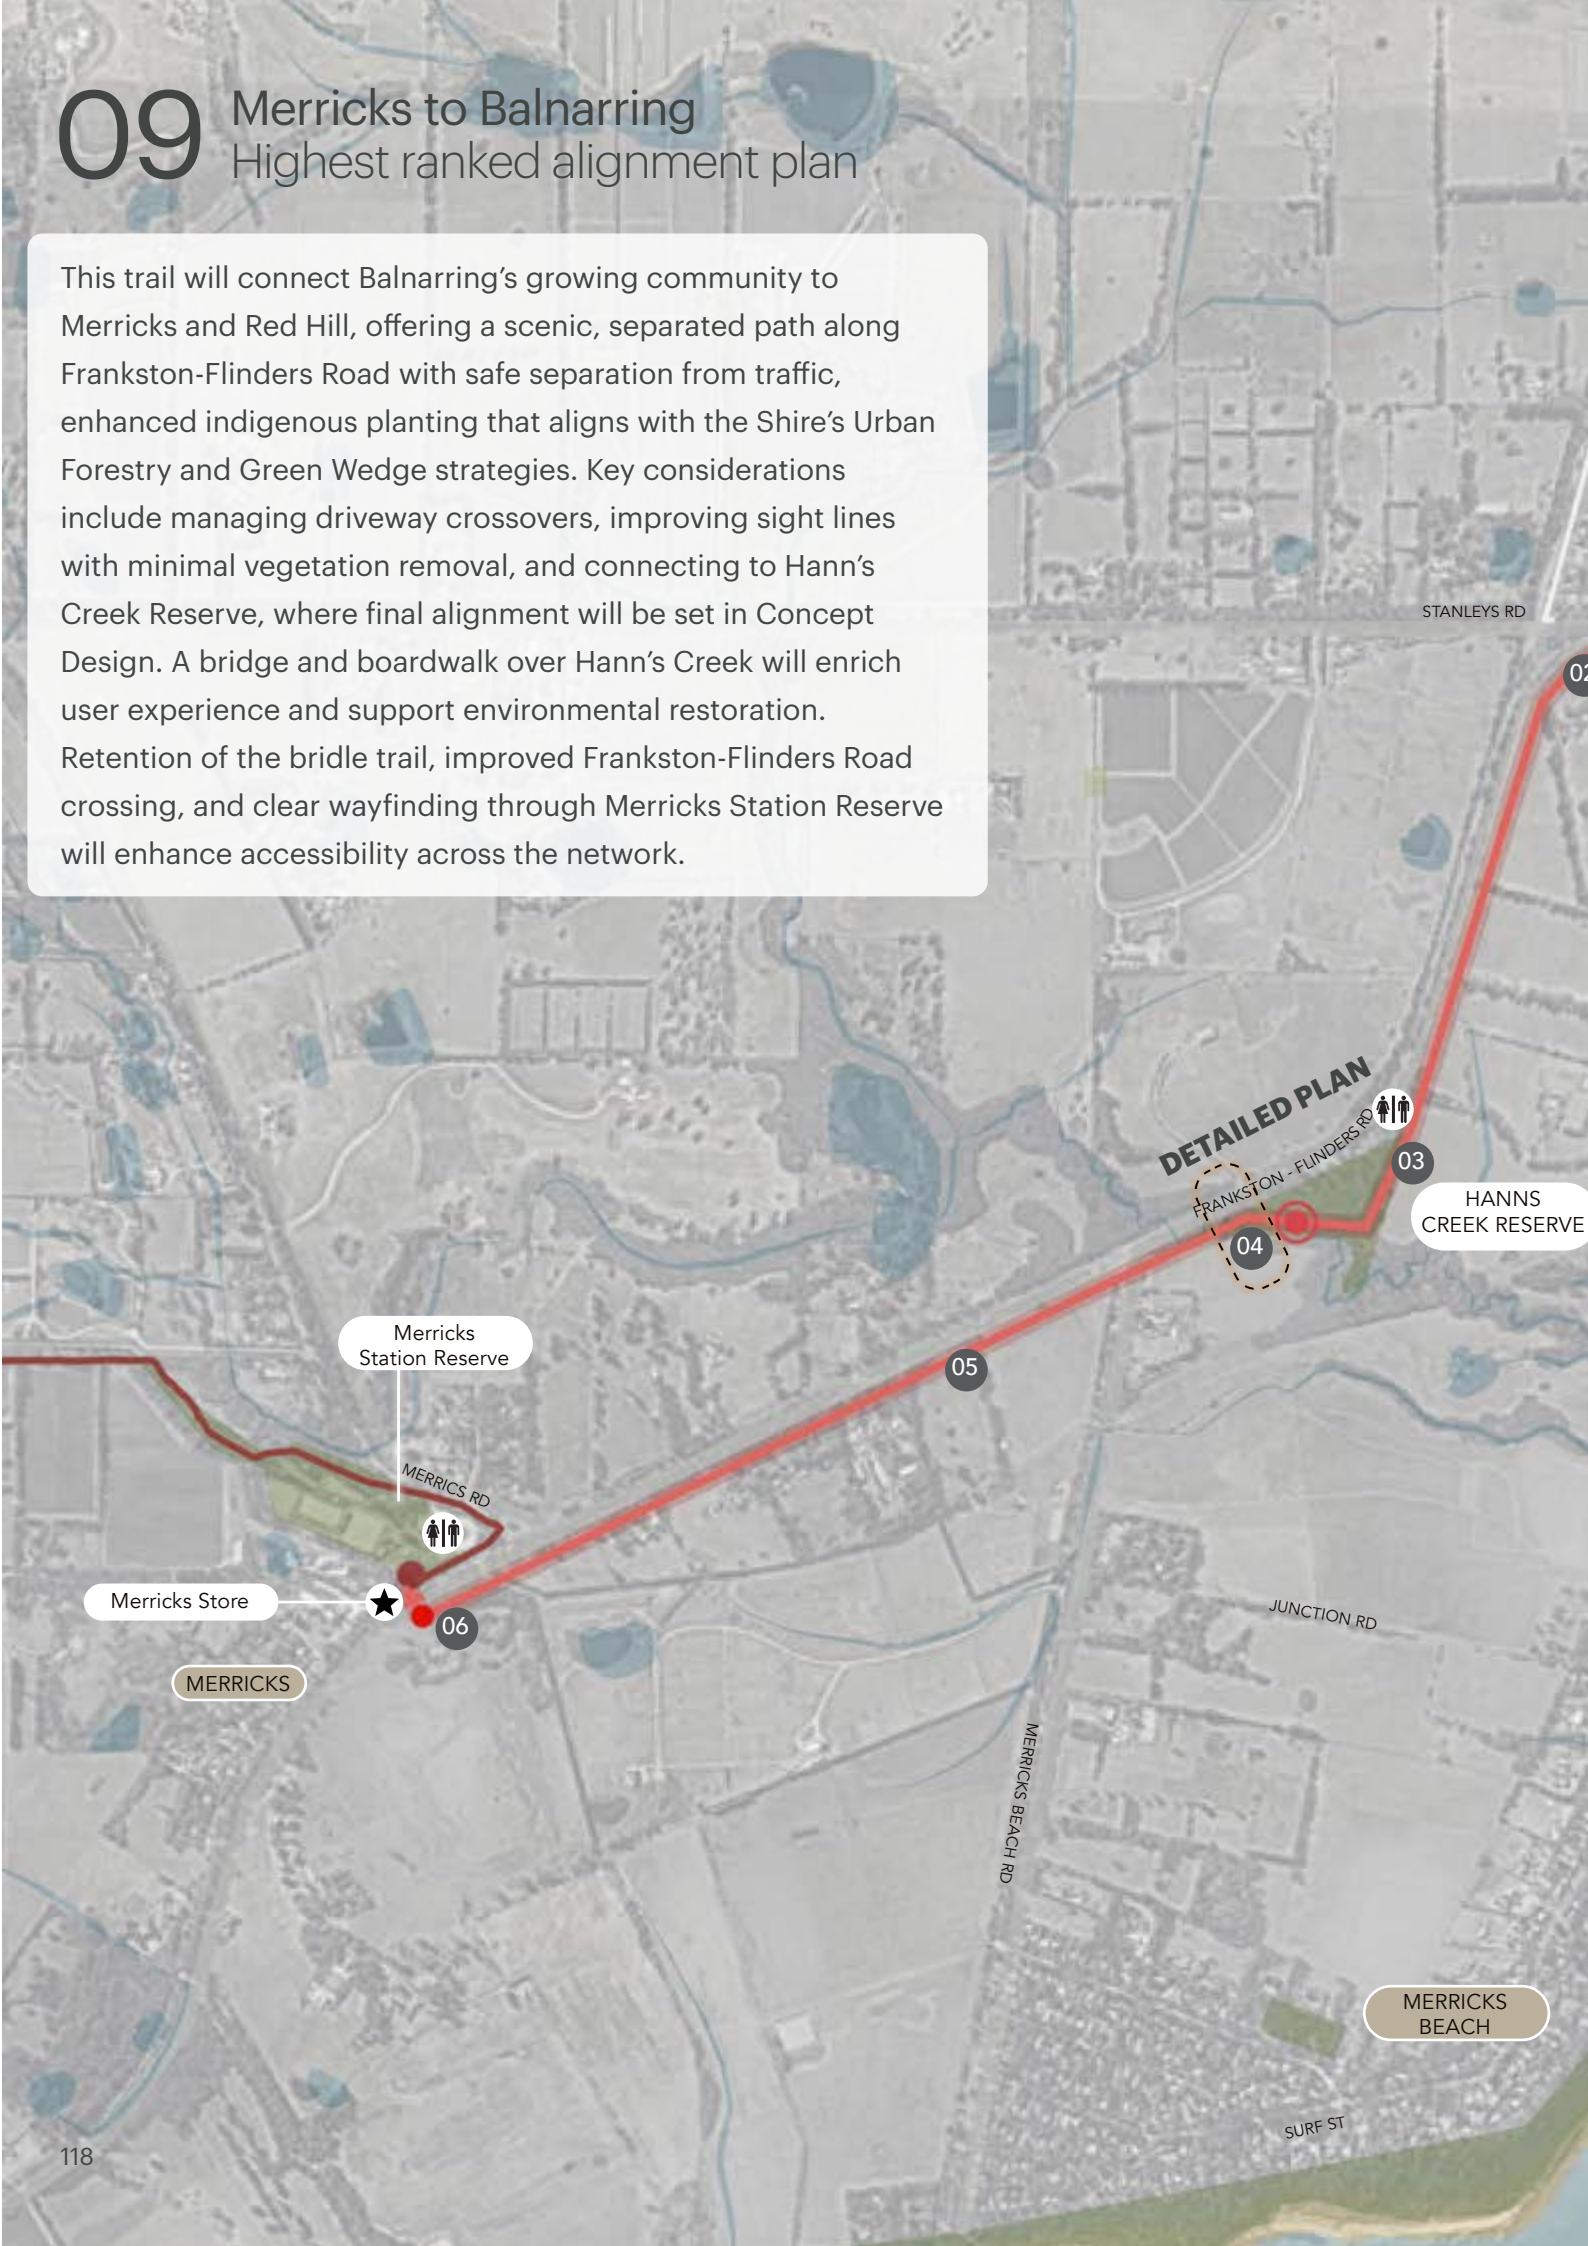 09
Merricks to Balnarring
Highest ranked alignment plan
This trail will connect Balnarring’s growing community to
Merricks and Red Hill, offering a scenic, separated path along
Frankston-Flinders Road with safe separation from traffic,
enhanced indigenous planting that aligns with the Shire’s Urban
Forestry and Green Wedge strategies. Key considerations
include managing driveway crossovers, improving sight lines
with minimal vegetation removal, and connecting to Hann’s
Creek Reserve, where final alignment will be set in Concept
Design. A bridge and boardwalk over Hann’s Creek will enrich
user experience and support environmental restoration.
Retention of the bridle trail, improved Frankston-Flinders Road
crossing, and clear wayfinding through Merricks Station Reserve
will enhance accessibility across the network.
STANLEYS RD
02
DETAILED PLAN
FRANKSTON - FLINDERS RD
03
HANNS
CREEK RESERVE
04
Merricks
Station Reserve
05
MERRICS RD
Merricks Store
06
JUNCTION RD
MERRICKS
MERRICKS BEACH RD
MERRICKS
BEACH
SURF ST
118